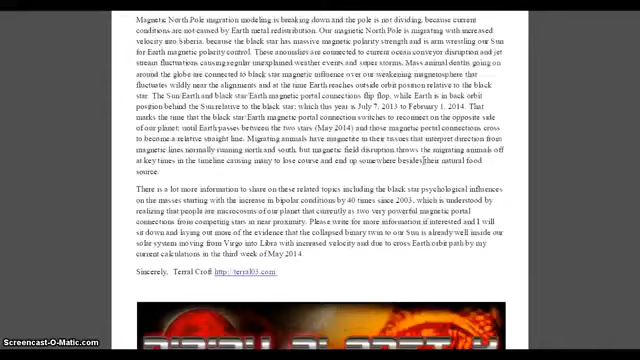 Magnetic North Pole migration modeling is breaking down and the pole is not dividing, because current
conditions are not caused by Earth metal redistribution. Our magnetic North Pole is migrating with increased
velocity into Siberia, because the black star has massive magnetic polarity strength and is arm wrestling our Sun
for Earth magnetic polarity control. These anomalies are connected to ocean conveyor disruption and jet
stream fluctuations causing regular unexplained weather events and super storms. Mass animal deaths going on
around the globe are connected to black star magnetic influence over our weakening magnetosphere that
fluctuates wildly near the alignments and at the time Earth reaches outside orbit position relative to the black
star. The Sun/Earth and black star/Earth magnetic portal connections flip flop, while Earth is in back orbit
position behind the Sun relative to the black star; which this year is July 7, 2013 to February 1, 2014. That
marks the time that the black star/Earth magnetic portal connection switches to reconnect on the opposite side
of our planet; until Earth passes between the two stars (May 2014) and those magnetic portal connections cross
to become a relative straight line. Migrating animals have magnetite in their tissues that interpret direction from
magnetic lines normally running north and south, but magnetic field disruption throws the migrating animals off
at key times in the timeline causing many to lose course and end up somewhere besides their natural food
source.
There is a lot more information to share on these related topics including the black star psychological influences
on the masses starting with the increase in bipolar conditions by 40 times since 2003, which is understood by
realizing that people are microcosms of our planet that currently as two very powerful magnetic portal
connections from competing stars in near proximity. Please write for more information if interested and I will
sit down and laying out more of the evidence that the collapsed binary twin to our Sun is already well inside our
solar system moving from Virgo into Libra with increased velocity and due to cross Earth orbit path by my
current calculations in the third week of May 2014.
Sincerely, Terral Croft http://terral03.com/
Screencast-O-Matic.com